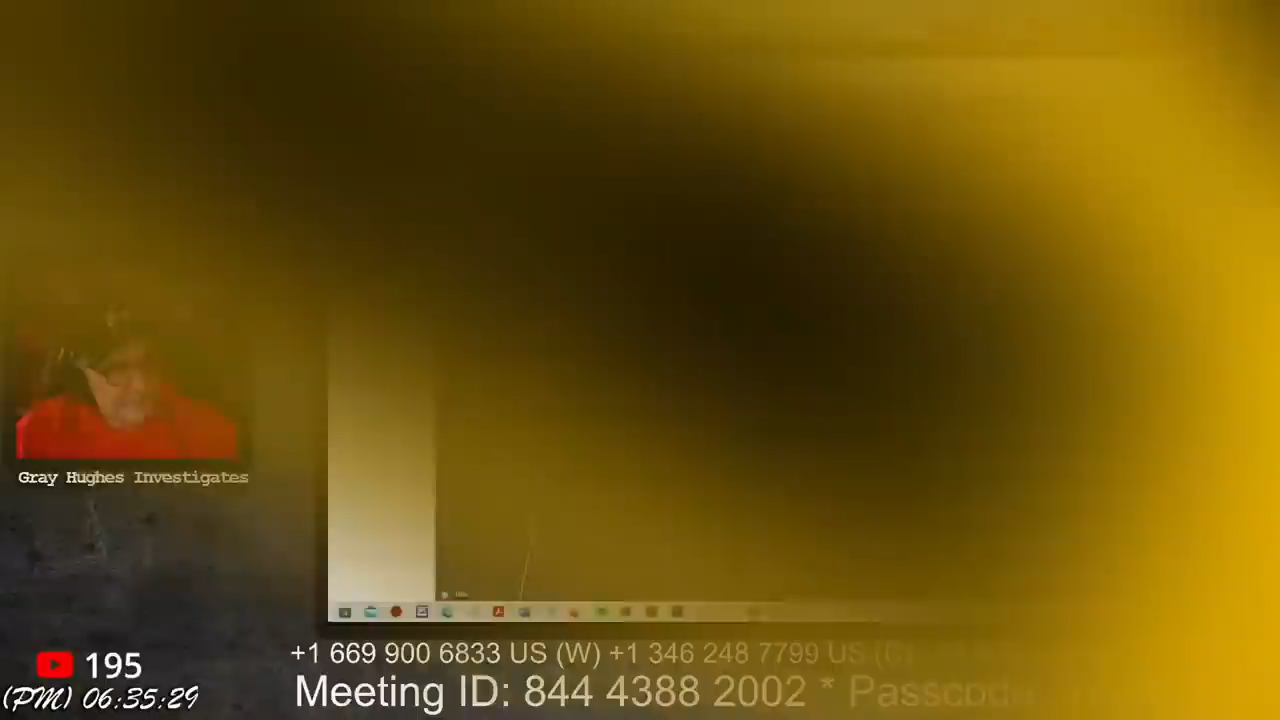 Gray Hughes Investigates
+1 669 900 6833 US (W) +1 346 248 7799 US
195
Meeting ID: 844 4388 2002 * Passcode
(PM) 06:35:29